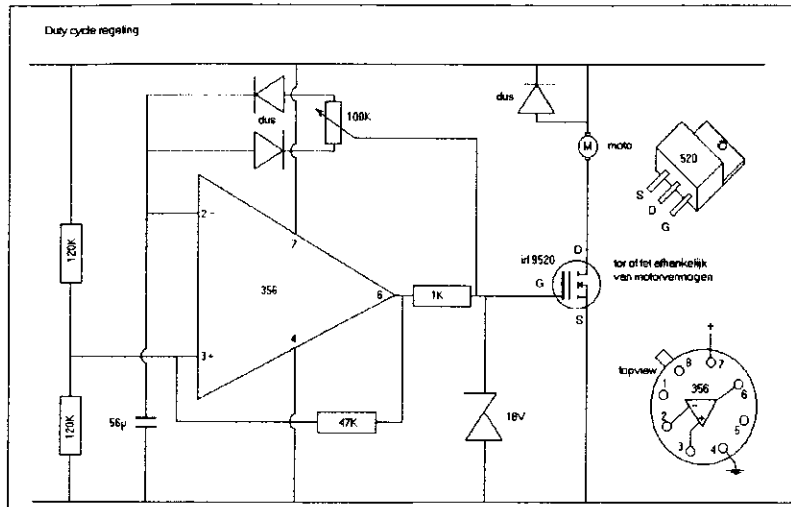 Duty cycle regeling
dus
100K
dus
M
moto
520
S
D
G
2 -
7
120K
irf 9520
D
G
S
tor of fet afhankelijk
van motorvermogen
356
6
1K
4
3 +
topview
+
8
7
1
356
6
2
-
+
5
3
4
120K
56µ
47K
18V